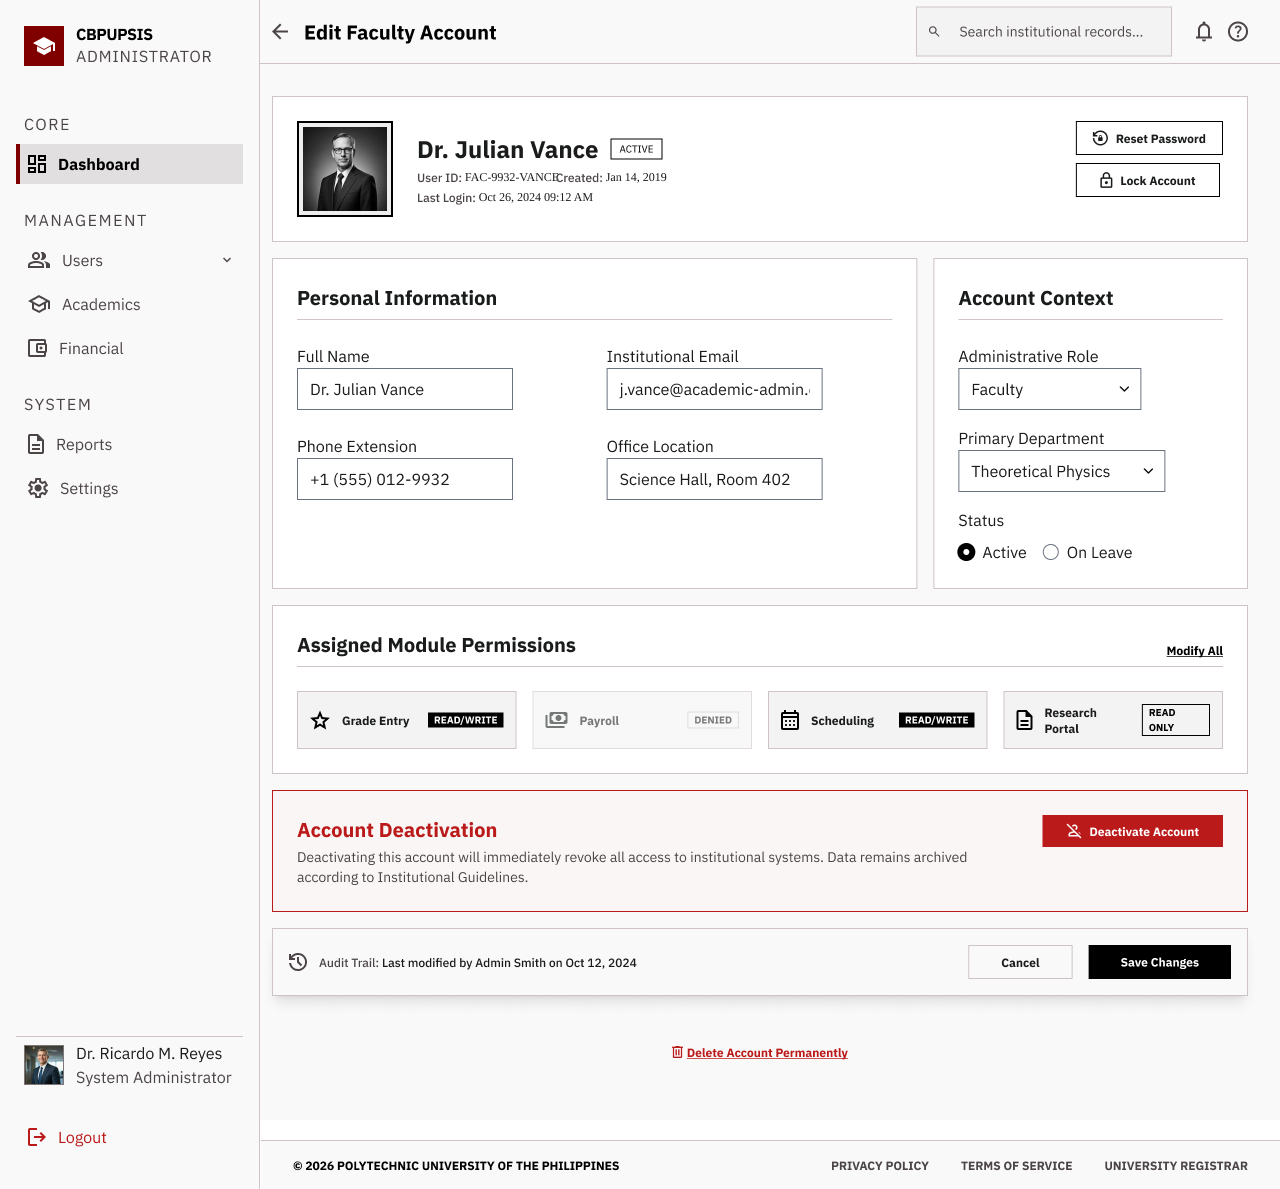 CBPUPSIS
ADMINISTRATOR
CORE
Dashboard
MANAGEMENT
Users
Academics
Financial
SYSTEM
Reports
Settings
Dr. Ricardo M. Reyes
System Administrator
Logout
Edit Faculty Account
Search institutional records...
Dr. Julian Vance ACTIVE
User ID: FAC-9932-VANCE Created: Jan 14, 2019
Last Login: Oct 26, 2024 09:12 AM
Reset Password
Lock Account
Personal Information
Full Name
Dr. Julian Vance
Institutional Email
j.vance@academic-admin.
Phone Extension
+1 (555) 012-9932
Office Location
Science Hall, Room 402
Account Context
Administrative Role
Faculty
Primary Department
Theoretical Physics
Status
Active On Leave
Assigned Module Permissions
Modify All
Grade Entry READ/WRITE
Payroll DENIED
Scheduling READ/WRITE
Research
Portal
READ
ONLY
Account Deactivation
Deactivating this account will immediately revoke all access to institutional systems. Data remains archived
according to Institutional Guidelines.
Deactivate Account
Audit Trail: Last modified by Admin Smith on Oct 12, 2024
Cancel
Save Changes
Delete Account Permanently
© 2026 POLYTECHNIC UNIVERSITY OF THE PHILIPPINES
PRIVACY POLICY TERMS OF SERVICE UNIVERSITY REGISTRAR